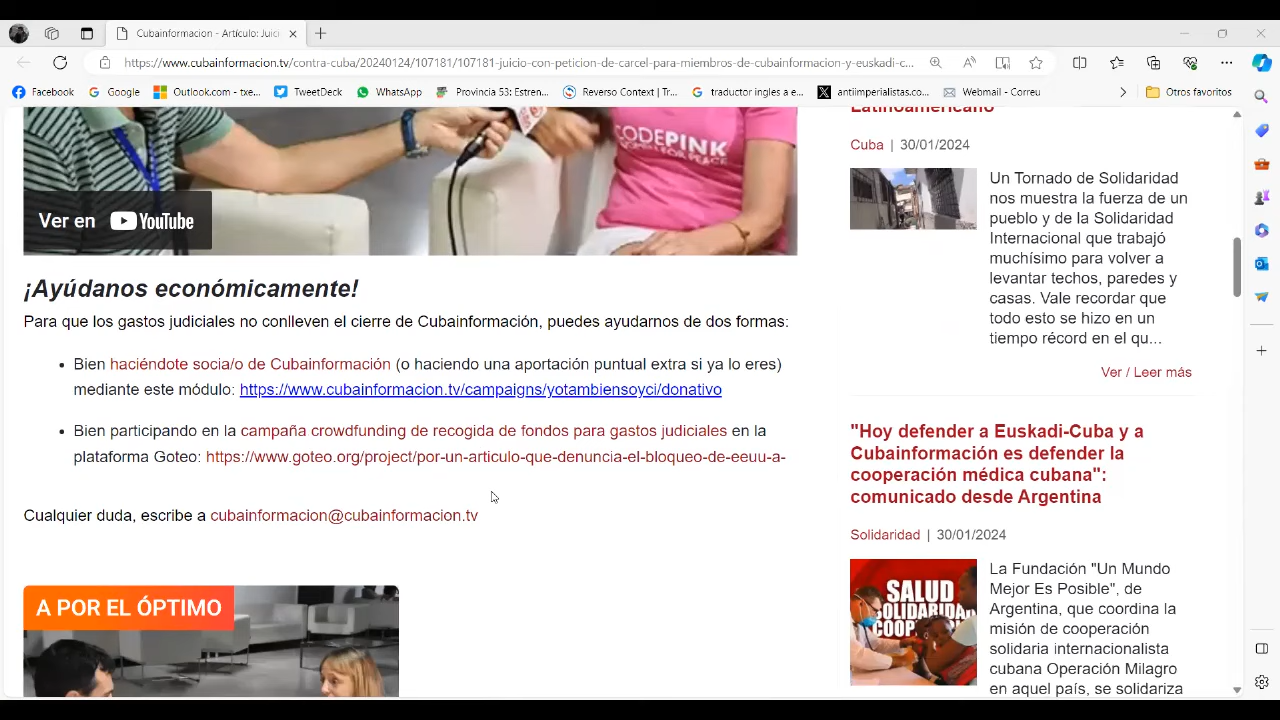 Cubainformacion - Artículo: Juic
https://www.cubainformacion.tv/contra-cuba/20240124/107181/107181-juicio-con-peticion-de-carcel-para-miembros-de-cubainformacion-y-euskadi-c...
Facebook
Google
Outlook.com - txe...
TweetDeck
WhatsApp
Provincia 53: Estren...
Reverso Context | Tr...
traductor ingles a e...
antiimperialistas.co...
Webmail - Correu
Otros favoritos
CODEPINK
WOMEN FOR PEACE
Ver en YouTube
¡Ayúdanos económicamente!
Para que los gastos judiciales no conlleven el cierre de Cubainformación, puedes ayudarnos de dos formas:
Bien haciéndote socia/o de Cubainformación (o haciendo una aportación puntual extra si ya lo eres)
mediante este módulo: https://www.cubainformacion.tv/campaigns/yotambiensoyci/donativo
Bien participando en la campaña crowdfunding de recogida de fondos para gastos judiciales en la
plataforma Goteo: https://www.goteo.org/project/por-un-articulo-que-denuncia-el-bloqueo-de-eeuu-a-
Cualquier duda, escribe a cubainformacion@cubainformacion.tv
A POR EL ÓPTIMO
Latinoamericano
Cuba | 30/01/2024
Un Tornado de Solidaridad
nos muestra la fuerza de un
pueblo y de la Solidaridad
Internacional que trabajó
muchísimo para volver a
levantar techos, paredes y
casas. Vale recordar que
todo esto se hizo en un
tiempo récord en el qu...
Ver / Leer más
"Hoy defender a Euskadi-Cuba y a
Cubainformación es defender la
cooperación médica cubana":
comunicado desde Argentina
Solidaridad | 30/01/2024
SALUD
SOLIDARIDAD
COOPE
La Fundación "Un Mundo
Mejor Es Posible", de
Argentina, que coordina la
misión de cooperación
solidaria internacionalista
cubana Operación Milagro
en aquel país, se solidariza